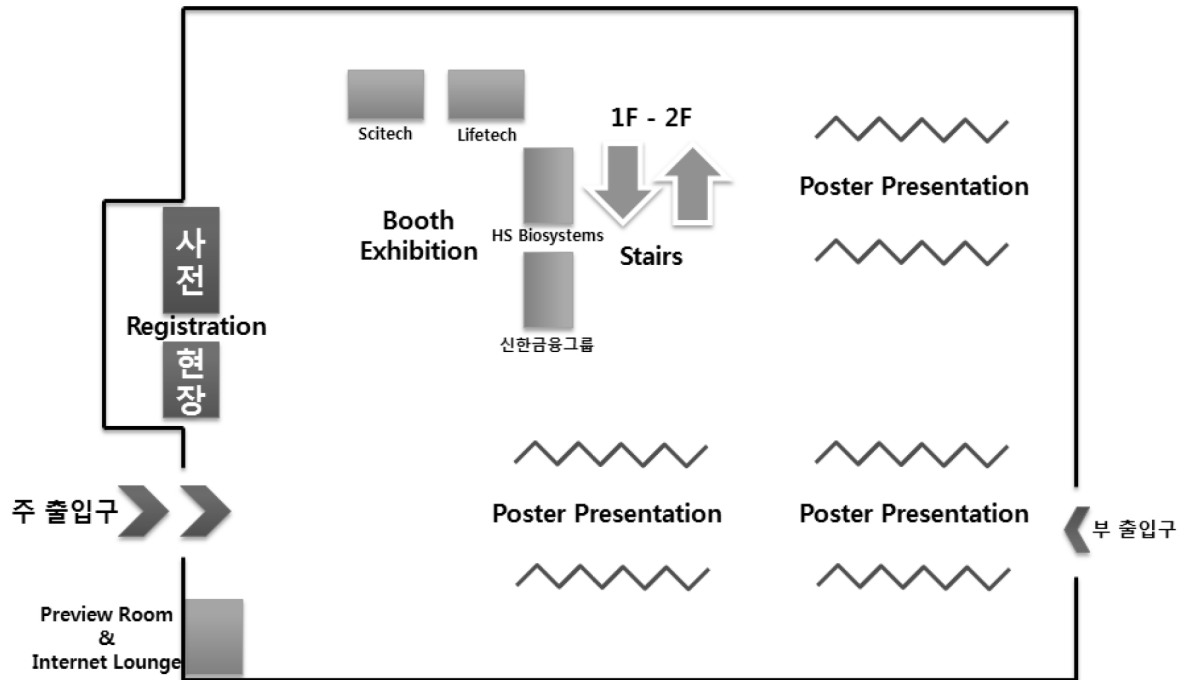 Scitech
Lifetech
1F - 2F
Poster Presentation
Booth
Exhibition
HS Biosystems
Stairs
신한금융그룹
사
전
Registration
현
장
주 출입구
Poster Presentation
Poster Presentation
부 출입구
Preview Room
&
Internet Lounge